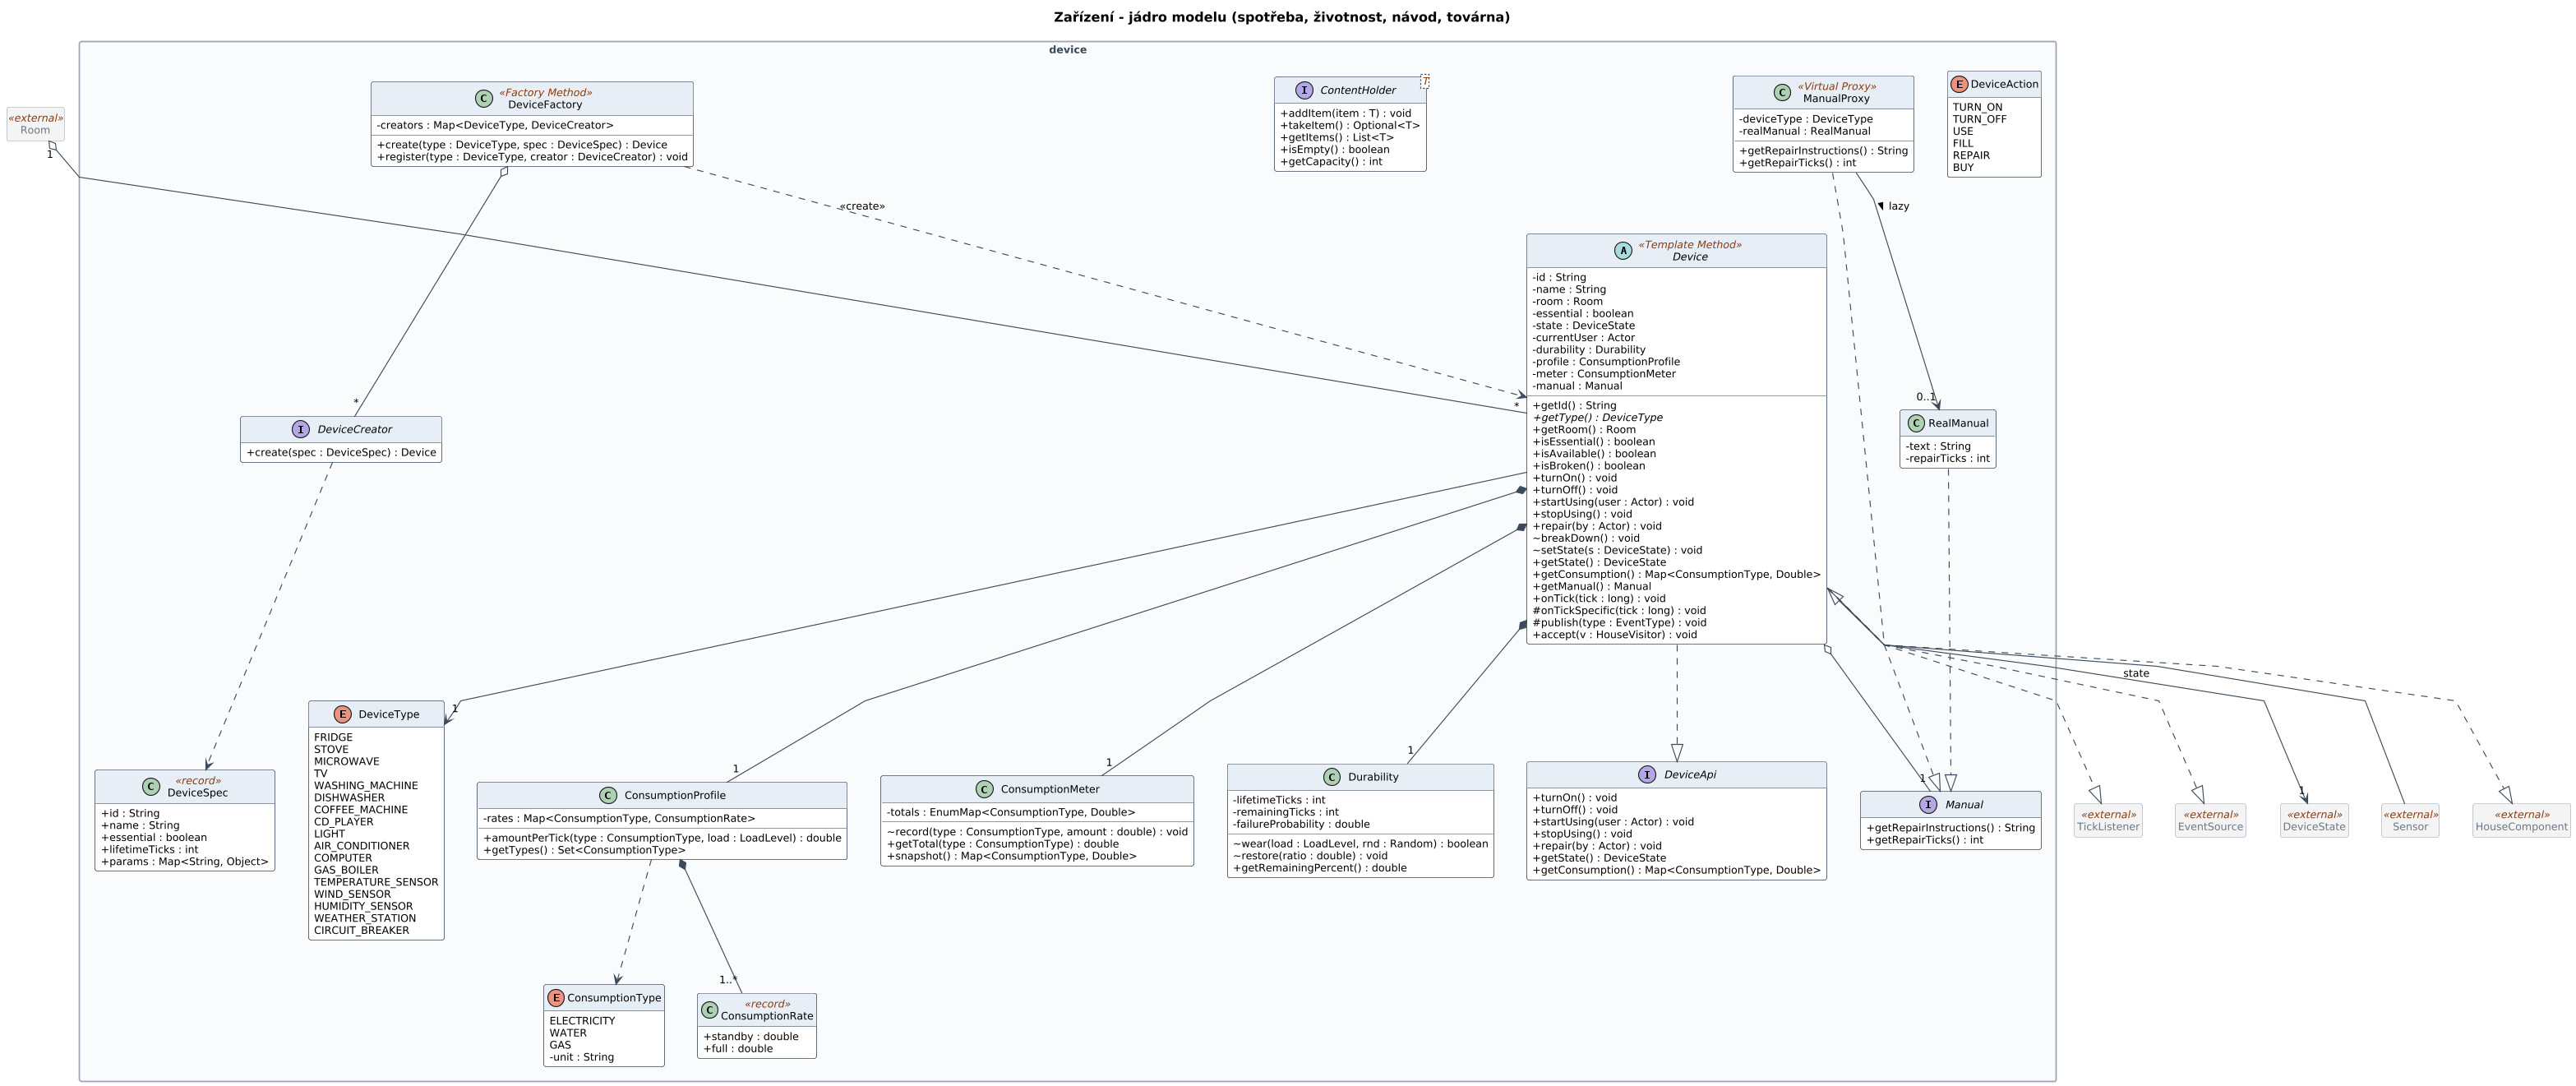 Zařízení - jádro modelu (spotřeba, životnost, návod, továrna)
device
«external»
Room
1
«Factory Method»
DeviceFactory
-creators : Map<DeviceType, DeviceCreator>
+create(type : DeviceType, spec : DeviceSpec) : Device
+register(type : DeviceType, creator : DeviceCreator) : void
ContentHolder
T
+addItem(item : T) : void
+takeItem() : Optional<T>
+getItems() : List<T>
+isEmpty() : boolean
+getCapacity() : int
«Virtual Proxy»
ManualProxy
-deviceType : DeviceType
-realManual : RealManual
+getRepairInstructions() : String
+getRepairTicks() : int
DeviceAction
TURN_ON
TURN_OFF
USE
FILL
REPAIR
BUY
«create»
lazy
«Template Method»
Device
-id : String
-name : String
-room : Room
-essential : boolean
-state : DeviceState
-currentUser : Actor
-durability : Durability
-profile : ConsumptionProfile
-meter : ConsumptionMeter
-manual : Manual
+getId() : String
+getType() : DeviceType
+getRoom() : Room
+isEssential() : boolean
+isAvailable() : boolean
+isBroken() : boolean
+turnOn() : void
+turnOff() : void
+startUsing(user : Actor) : void
+stopUsing() : void
+repair(by : Actor) : void
~breakDown() : void
~setState(s : DeviceState) : void
+getState() : DeviceState
+getConsumption() : Map<ConsumptionType, Double>
+getManual() : Manual
+onTick(tick : long) : void
#onTickSpecific(tick : long) : void
#publish(type : EventType) : void
+accept(v : HouseVisitor) : void
*
*
0..1
DeviceCreator
+create(spec : DeviceSpec) : Device
RealManual
-text : String
-repairTicks : int
state
1
1
1
1
1
1
«record»
DeviceSpec
+id : String
+name : String
+essential : boolean
+lifetimeTicks : int
+params : Map<String, Object>
DeviceType
FRIDGE
STOVE
MICROWAVE
TV
WASHING_MACHINE
DISHWASHER
COFFEE_MACHINE
CD_PLAYER
LIGHT
AIR_CONDITIONER
COMPUTER
GAS_BOILER
TEMPERATURE_SENSOR
WIND_SENSOR
HUMIDITY_SENSOR
WEATHER_STATION
CIRCUIT_BREAKER
ConsumptionProfile
-rates : Map<ConsumptionType, ConsumptionRate>
+amountPerTick(type : ConsumptionType, load : LoadLevel) : double
+getTypes() : Set<ConsumptionType>
ConsumptionMeter
-totals : EnumMap<ConsumptionType, Double>
~record(type : ConsumptionType, amount : double) : void
+getTotal(type : ConsumptionType) : double
+snapshot() : Map<ConsumptionType, Double>
Durability
-lifetimeTicks : int
-remainingTicks : int
-failureProbability : double
~wear(load : LoadLevel, rnd : Random) : boolean
~restore(ratio : double) : void
+getRemainingPercent() : double
DeviceApi
+turnOn() : void
+turnOff() : void
+startUsing(user : Actor) : void
+stopUsing() : void
+repair(by : Actor) : void
+getState() : DeviceState
+getConsumption() : Map<ConsumptionType, Double>
Manual
+getRepairInstructions() : String
+getRepairTicks() : int
«external»
TickListener
«external»
EventSource
«external»
DeviceState
«external»
Sensor
«external»
HouseComponent
1..*
ConsumptionType
ELECTRICITY
WATER
GAS
-unit : String
«record»
ConsumptionRate
+standby : double
+full : double